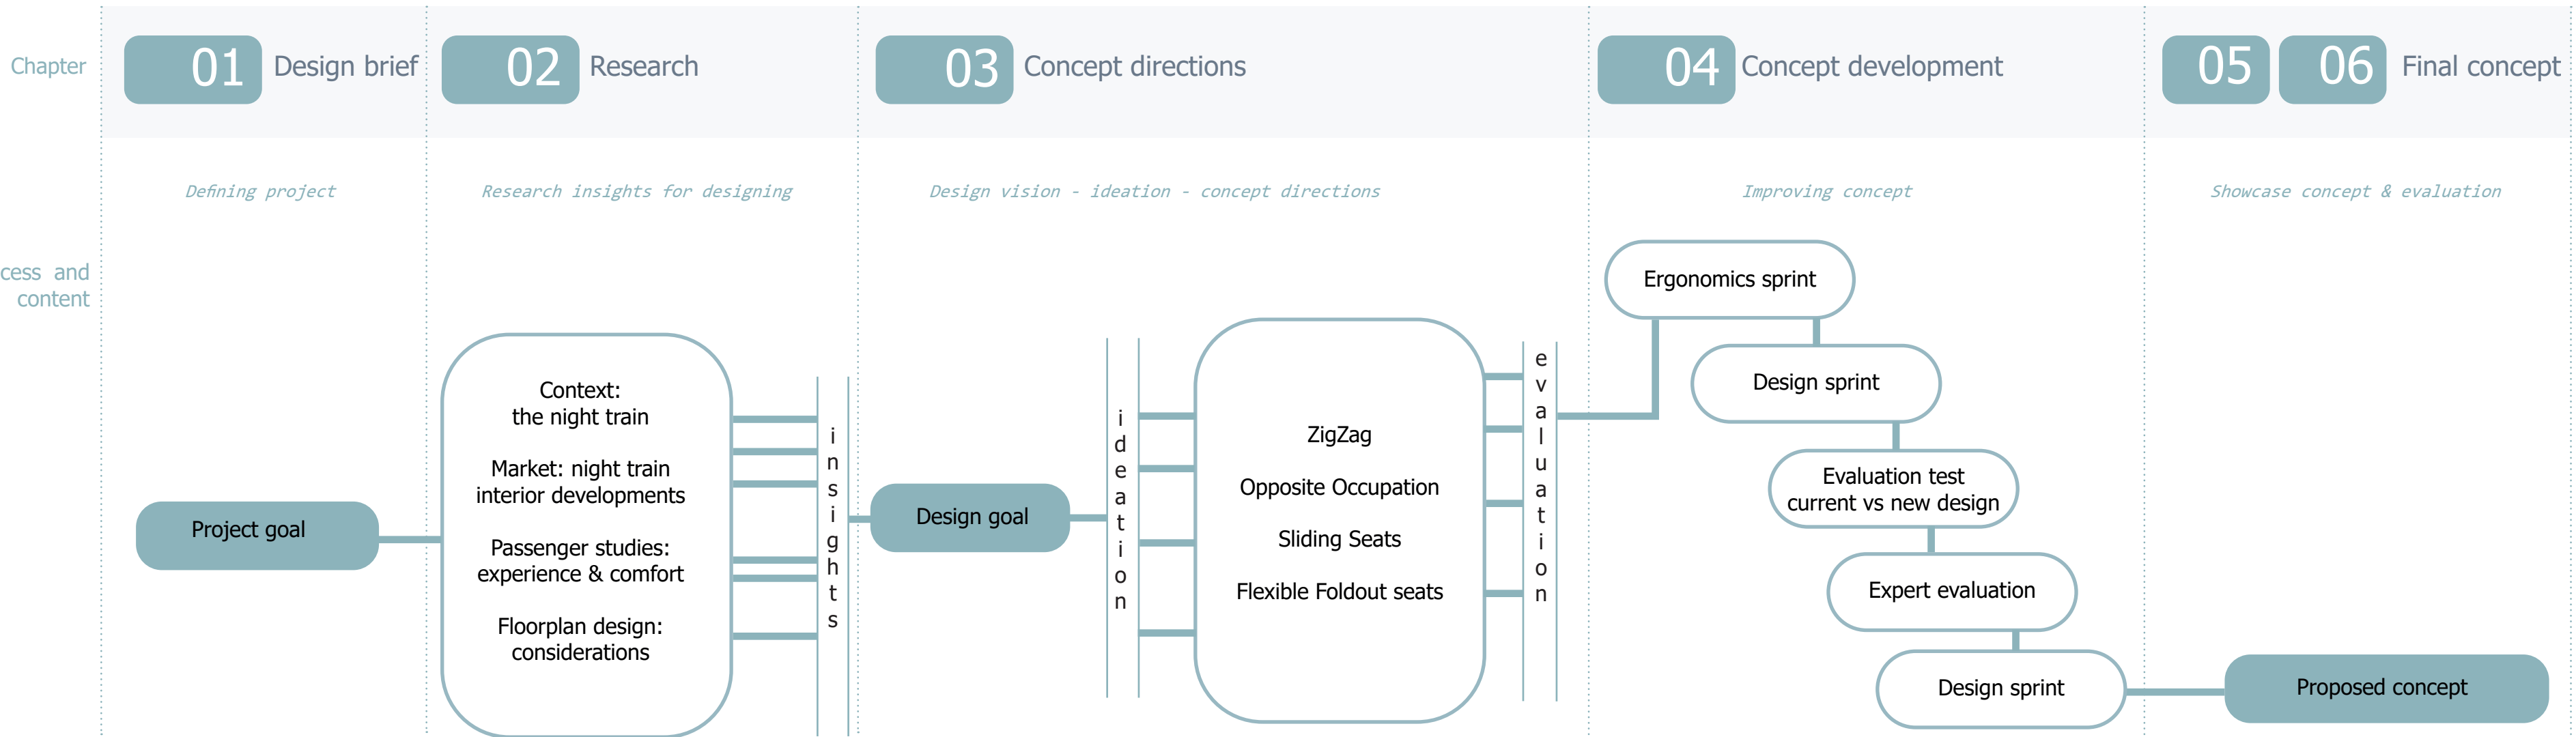 Chapter
01 Design brief
02 Research
03 Concept directions
04 Concept development
05 06 Final concept
Defining project
Research insights for designing
Design vision - ideation - concept directions
Improving concept
Showcase concept & evaluation
cess and
content
Project goal
Context:
the night train
Market: night train
interior developments
Passenger studies:
experience & comfort
Floorplan design:
considerations
insights
Design goal
ideation
ZigZag
Opposite Occupation
Sliding Seats
Flexible Foldout seats
evaluation
Ergonomics sprint
Design sprint
Evaluation test
current vs new design
Expert evaluation
Design sprint
Proposed concept